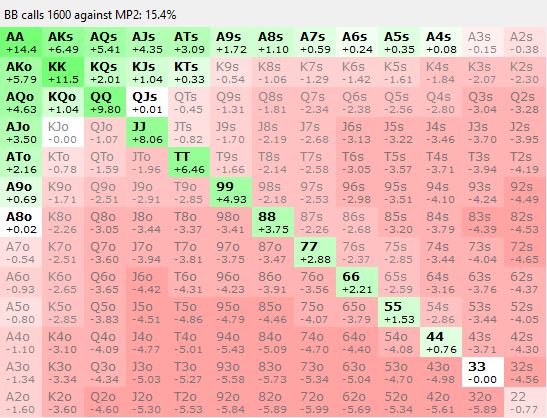 BB calls 1600 against MP2: 15.4%
AA AKs AQs AJs ATs A9s A8s A7s A6s A5s A4s A3s A2s
+14.4 +6.49 +5.41 +4.35 +3.09 +1.72 +1.10 +0.59 +0.24 +0.35 +0.08 -0.15 -0.38
AKo KK KQs KJs KTs K9s K8s K7s K6s K5s K4s K3s K2s
+5.79 +11.5 +2.01 +1.04 +0.33 -0.54 -1.06 -1.29 -1.42 -1.61 -1.84 -2.07 -2.30
AQo KQo QQ QJs QTs Q9s Q8s Q7s Q6s Q5s Q4s Q3s Q2s
+4.63 +1.04 +9.80 +0.01 -0.45 -1.31 -1.81 -2.34 -2.38 -2.56 -2.80 -3.04 -3.28
AJo KJo QJo JJ JTs J9s J8s J7s J6s J5s J4s J3s J2s
+3.50 -0.00 -1.07 +8.06 -0.82 -1.70 -2.19 -2.68 -3.13 -3.22 -3.46 -3.70 -3.95
ATo KTo QTo JTo TT T9s T8s T7s T6s T5s T4s T3s T2s
+2.16 -0.78 -1.59 -1.96 +6.46 -1.66 -2.14 -2.58 -3.05 -3.57 -3.71 -3.94 -4.19
A9o K9o Q9o J9o T9o 99 98s 97s 96s 95s 94s 93s 92s
+0.69 -1.71 -2.51 -2.91 -2.85 +4.93 -2.18 -2.53 -2.98 -3.51 -4.10 -4.24 -4.49
A8o K8o Q8o J8o T8o 98o 88 87s 86s 85s 84s 83s 82s
+0.02 -2.26 -3.05 -3.44 -3.37 -3.41 +3.75 -2.26 -2.68 -3.20 -3.79 -4.39 -4.53
A7o K7o Q7o J7o T7o 97o 87o 77 76s 75s 74s 73s 72s
-0.54 -2.51 -3.60 -3.94 -3.81 -3.75 -3.47 +2.88 -2.37 -2.85 -3.44 -4.04 -4.65
A6o K6o Q6o J6o T6o 96o 86o 76o 66 65s 64s 63s 62s
-0.93 -2.65 -3.65 -4.42 -4.31 -4.23 -3.91 -3.56 +2.21 -2.59 -3.16 -3.76 -4.37
A5o K5o Q5o J5o T5o 95o 85o 75o 65o 55 54s 53s 52s
-0.80 -2.85 -3.83 -4.51 -4.86 -4.79 -4.46 -4.07 -3.79 +1.53 -2.86 -3.44 -4.05
A4o K4o Q4o J4o T4o 94o 84o 74o 64o 54o 44 43s 42s
-1.10 -3.10 -4.09 -4.77 -5.01 -5.43 -5.09 -4.70 -4.40 -4.08 +0.76 -3.71 -4.30
A3o K3o Q3o J3o T3o 93o 83o 73o 63o 53o 43o 33 32s
-1.34 -3.34 -4.34 -5.03 -5.27 -5.58 -5.73 -5.34 -5.04 -4.70 -4.98 -0.00 -4.56
A2o K2o Q2o J2o T2o 92o 82o 72o 62o 52o 42o 32o 22
-1.60 -3.60 -4.60 -5.30 -5.53 -5.84 -5.89 -5.99 -5.69 -5.34 -5.61 -5.89 -0.77